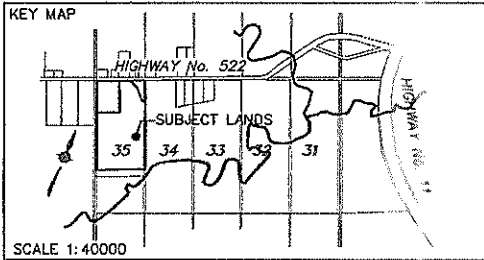 KEY MAP
HIGHWAY No. 522
SUBJECT LANDS
35 34 33 32 31
HIGHWAY No. 11
SCALE 1:40000